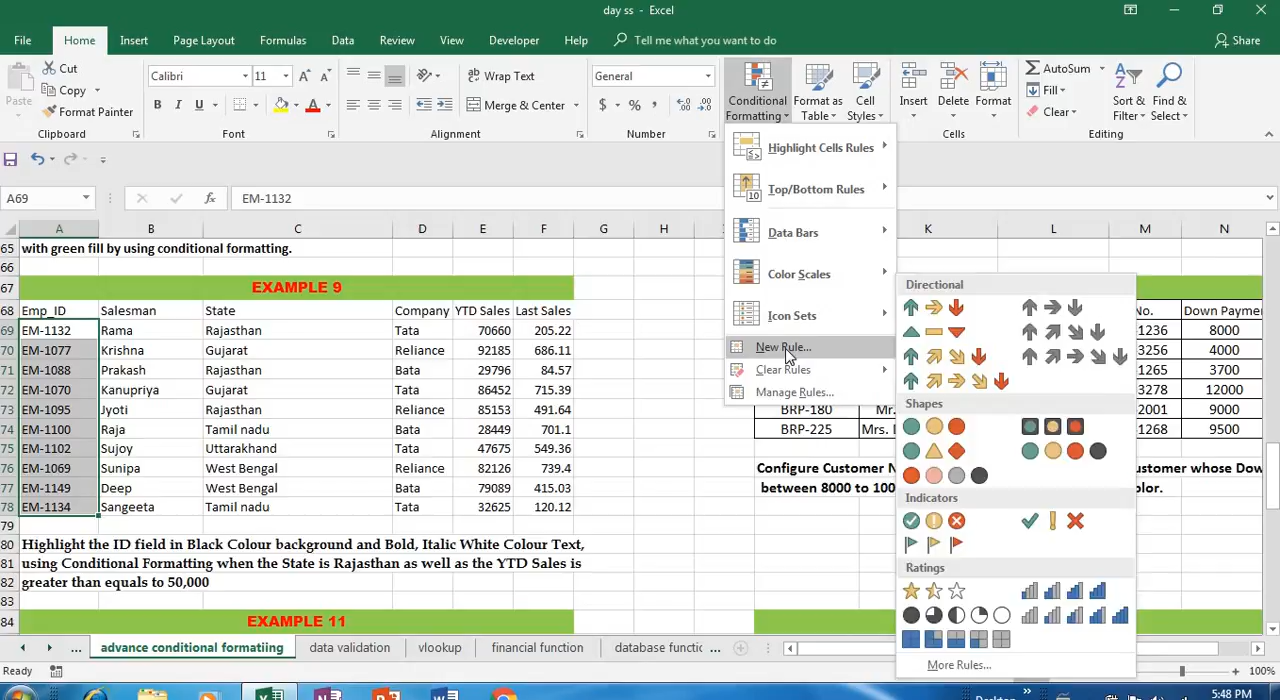 day ss - Excel
File Home Insert Page Layout Formulas Data Review View Developer Help Tell me what you want to do Share
Cut
Copy
Format Painter
Paste
Clipboard
Calibri 11
B I U
Font
Wrap Text
Merge & Center
Alignment
General
$ % ,
Number
Conditional Formatting
Format as Table
Cell Styles
Insert Delete Format
Cells
AutoSum
Fill
Clear
Sort & Filter
Find & Select
Editing
Highlight Cells Rules
Top/Bottom Rules
Data Bars
Color Scales
Icon Sets
New Rule...
Clear Rules
Manage Rules...
Directional
Shapes
Indicators
Ratings
More Rules...
A69 fx EM-1132
A B C D E F G H K L M N
65 with green fill by using conditional formatting.
66
67 EXAMPLE 9
68 Emp_ID Salesman State Company YTD Sales Last Sales
69 EM-1132 Rama Rajasthan Tata 70660 205.22
70 EM-1077 Krishna Gujarat Reliance 92185 686.11
71 EM-1088 Prakash Rajasthan Bata 29796 84.57
72 EM-1070 Kanupriya Gujarat Tata 86452 715.39
73 EM-1095 Jyoti Rajasthan Reliance 85153 491.64
74 EM-1100 Raja Tamil nadu Bata 28449 701.1
75 EM-1102 Sujoy Uttarakhand Tata 47675 549.36
76 EM-1069 Sunipa West Bengal Reliance 82126 739.4
77 EM-1149 Deep West Bengal Bata 79089 415.03
78 EM-1134 Sangeeta Tamil nadu Tata 32625 120.12
79
80 Highlight the ID field in Black Colour background and Bold, Italic White Colour Text,
81 using Conditional Formatting when the State is Rajasthan as well as the YTD Sales is
82 greater than equals to 50,000
83
84 EXAMPLE 11
No. Down Payme
1236 8000
3256 4000
3265 3700
3278 12000
BRP-180 Mr. 2001 9000
BRP-225 Mrs. 1268 9500
Configure Customer N ustomer whose Dow
between 8000 to 100 olor.
... advance conditional formatiing data validation vlookup financial function database functic ...
Ready 100%
Desktop » 5:48 PM